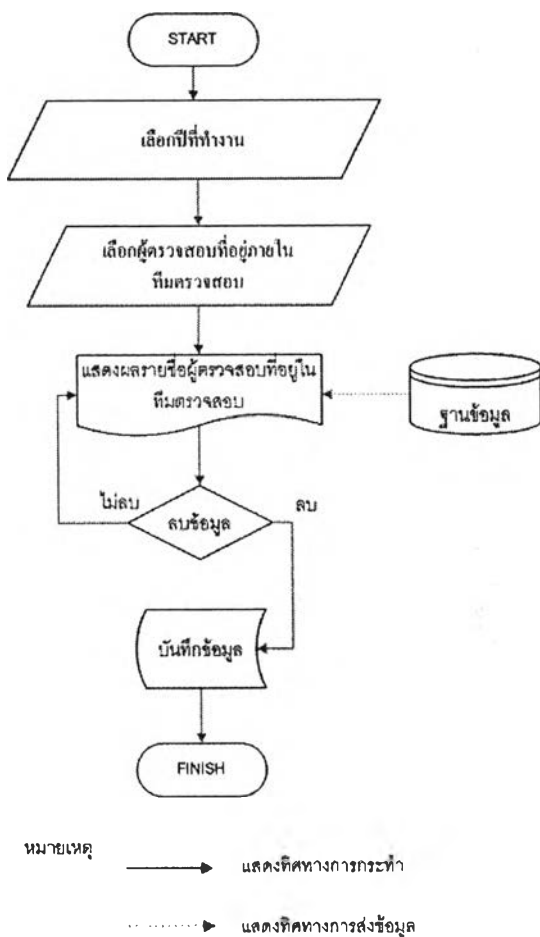 START
เลือกปีที่ทำงาน
เลือกผู้ตรวจสอบที่อยู่ภายใน
ทีมตรวจสอบ
แสดงผลรายชื่อผู้ตรวจสอบที่อยู่ใน
ทีมตรวจสอบ
ฐานข้อมูล
ไม่ลบ
ลบ
ลบข้อมูล
บันทึกข้อมูล
FINISH
หมายเหตุ
แสดงทิศทางการกระทำ
แสดงทิศทางการส่งข้อมูล